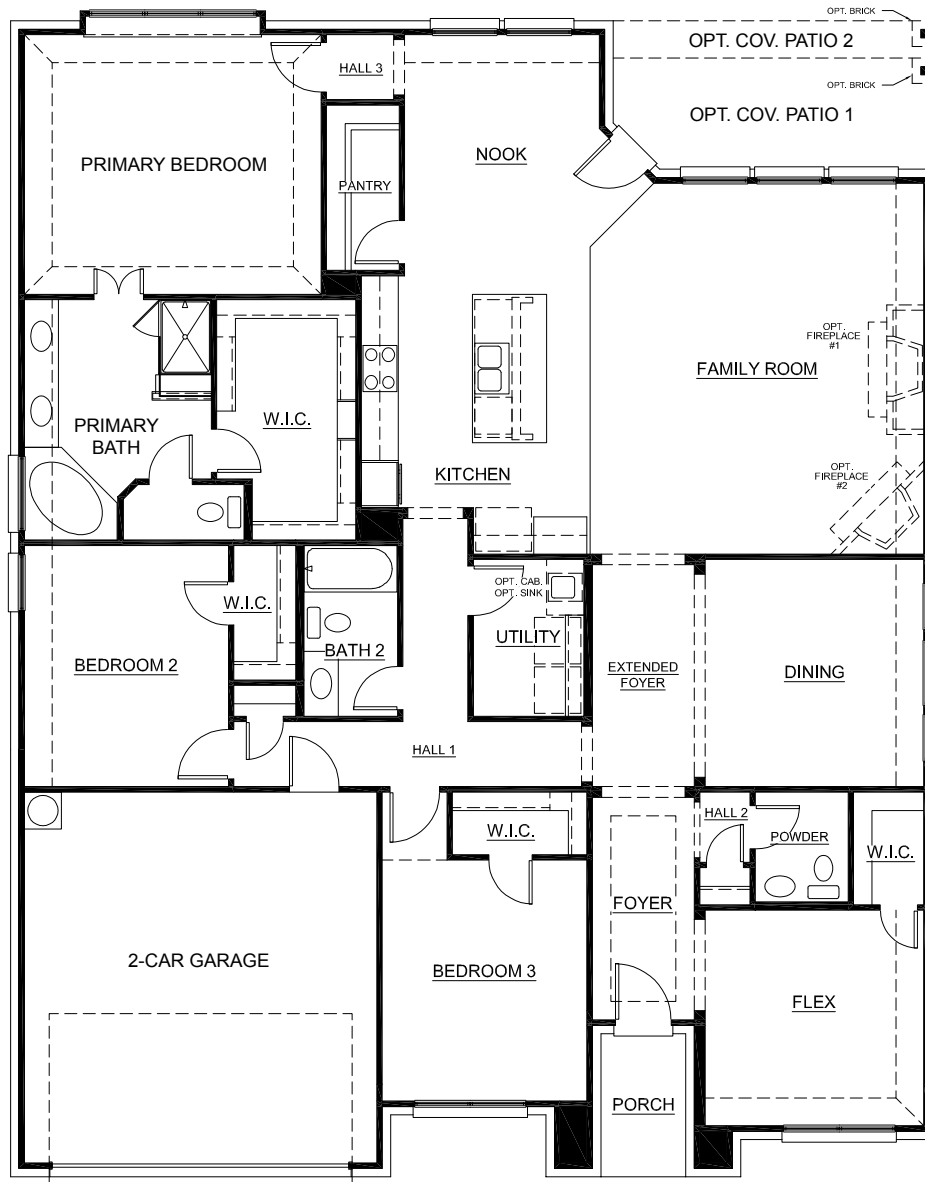 OPT. BRICK
OPT. COV. PATIO 2
OPT. BRICK
OPT. COV. PATIO 1
HALL 3
NOOK
PRIMARY BEDROOM
PANTRY
OPT.
FIREPLACE
#1
FAMILY ROOM
W.I.C.
PRIMARY
BATH
KITCHEN
OPT.
FIREPLACE
#2
OPT. CAB.
OPT. SINK
W.I.C.
UTILITY
BATH 2
BEDROOM 2
EXTENDED
FOYER
DINING
HALL 1
HALL 2
POWDER
W.I.C.
W.I.C.
FOYER
2-CAR GARAGE
BEDROOM 3
FLEX
PORCH